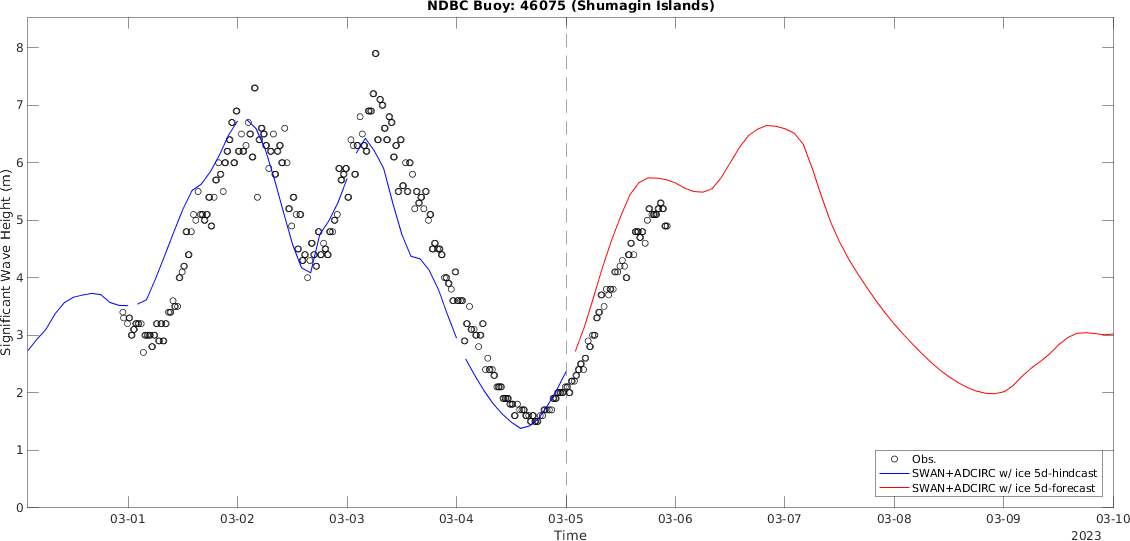 NDBC Buoy: 46075 (Shumagin Islands)
Significant Wave Height (m)
8
7
6
5
4
3
2
1
0
Obs.
SWAN+ADCIRC w/ ice 5d-hindcast
SWAN+ADCIRC w/ ice 5d-forecast
03-01 03-02 03-03 03-04 03-05 03-06 03-07 03-08 03-09 03-10
Time
2023